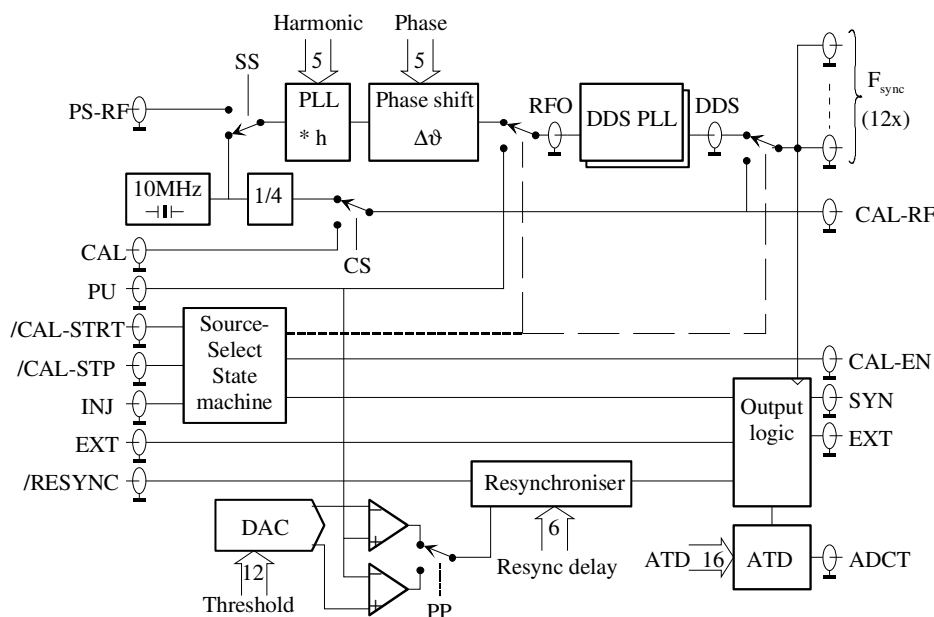 Harmonic
Phase
SS
5
5
PS-RF
PLL
* h
Phase shift
Δϑ
RFO
DDS PLL
DDS
F sync
(12x)
10MHz
1/4
CAL-RF
CAL
CS
PU
/CAL-STRT
/CAL-STP
INJ
EXT
/RESYNC
Source-
Select
State
machine
CAL-EN
SYN
EXT
Output
logic
Resynchroniser
6
Resync delay
DAC
12
Threshold
- +
- +
PP
ATD 16
ATD
ADCT